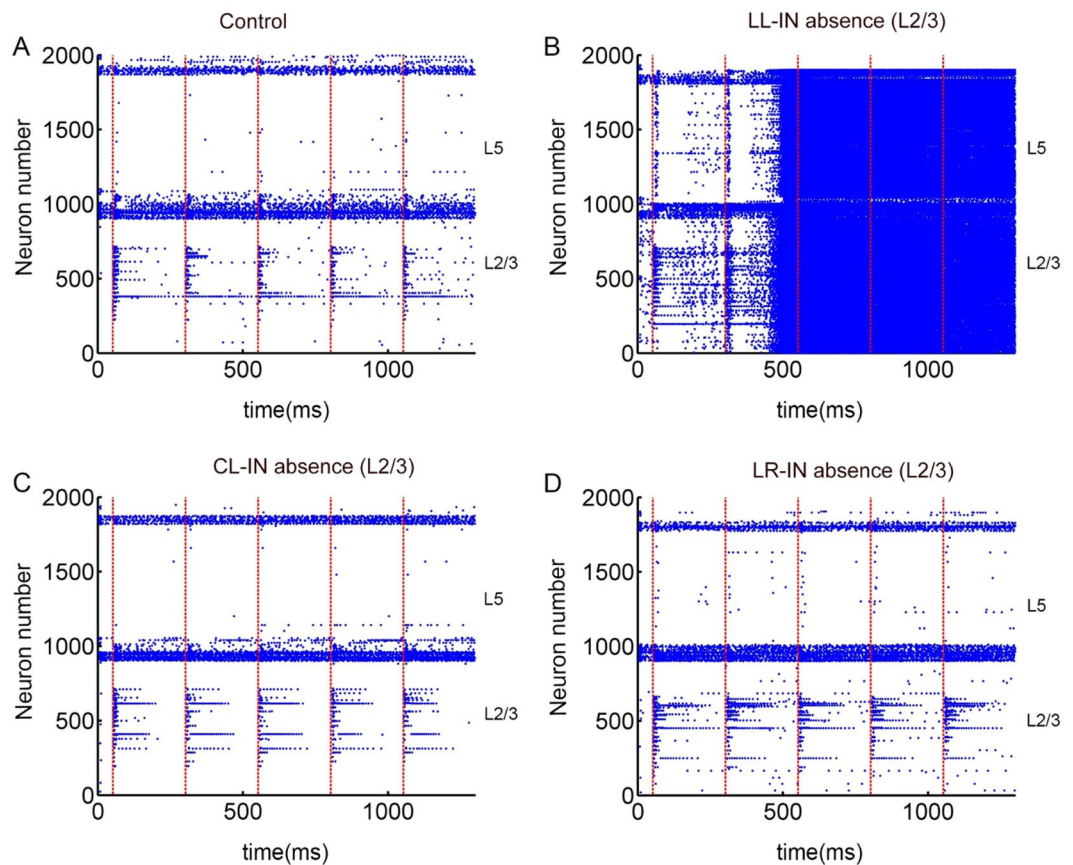 Control
A
2000
1500
1000
500
0
Neuron number
L5
L2/3
0
500
1000
time(ms)
LL-IN absence (L2/3)
B
2000
1500
1000
500
0
Neuron number
L5
L2/3
0
500
1000
time(ms)
CL-IN absence (L2/3)
C
2000
1500
1000
500
0
Neuron number
L5
L2/3
0
500
1000
time(ms)
LR-IN absence (L2/3)
D
2000
1500
1000
500
0
Neuron number
L5
L2/3
0
500
1000
time(ms)